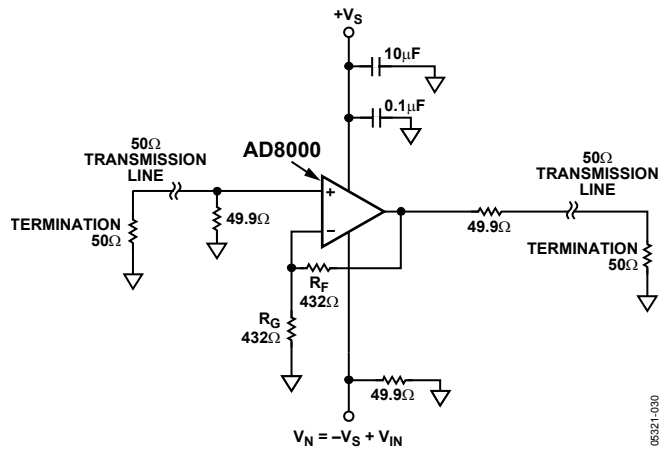 +VS
10µF
0.1µF
AD8000
50Ω
TRANSMISSION
LINE
50Ω
TRANSMISSION
LINE
+
−
TERMINATION
50Ω
49.9Ω
49.9Ω
TERMINATION
50Ω
RF
432Ω
RG
432Ω
49.9Ω
VN = –VS + VIN
05321-030